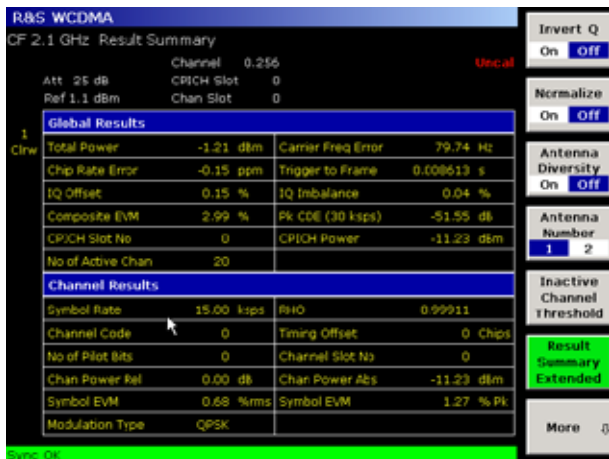 R&S WCDMA
CF 2.1 GHz Result Summary
Channel 0.256 Uncal
Att 25 dB CPICH Slot 0
Ref 1.1 dBm Chan Slot 0
1
Clrw
Global Results
Total Power -1.21 dBm Carrier Freq Error 79.74 Hz
Chip Rate Error -0.15 ppm Trigger to Frame 0.008613 s
IQ Offset 0.15 % IQ Imbalance 0.04 %
Composite EVM 2.99 % Pk CDE (30 ksps) -51.55 dB
CPICH Slot No 0 CPICH Power -11.23 dBm
No of Active Chan 20
Channel Results
Symbol Rate 15.00 ksps RHO 0.99911
Channel Code 0 Timing Offset 0 Chips
No of Pilot Bits 0 Channel Slot No 0
Chan Power Rel 0.00 dB Chan Power Abs -11.23 dBm
Symbol EVM 0.68 %rms Symbol EVM 1.27 % Pk
Modulation Type QPSK
Sync OK
Invert Q
On Off
Normalize
On Off
Antenna
Diversity
On Off
Antenna
Number
1 2
Inactive
Channel
Threshold
Result
Summary
Extended
More